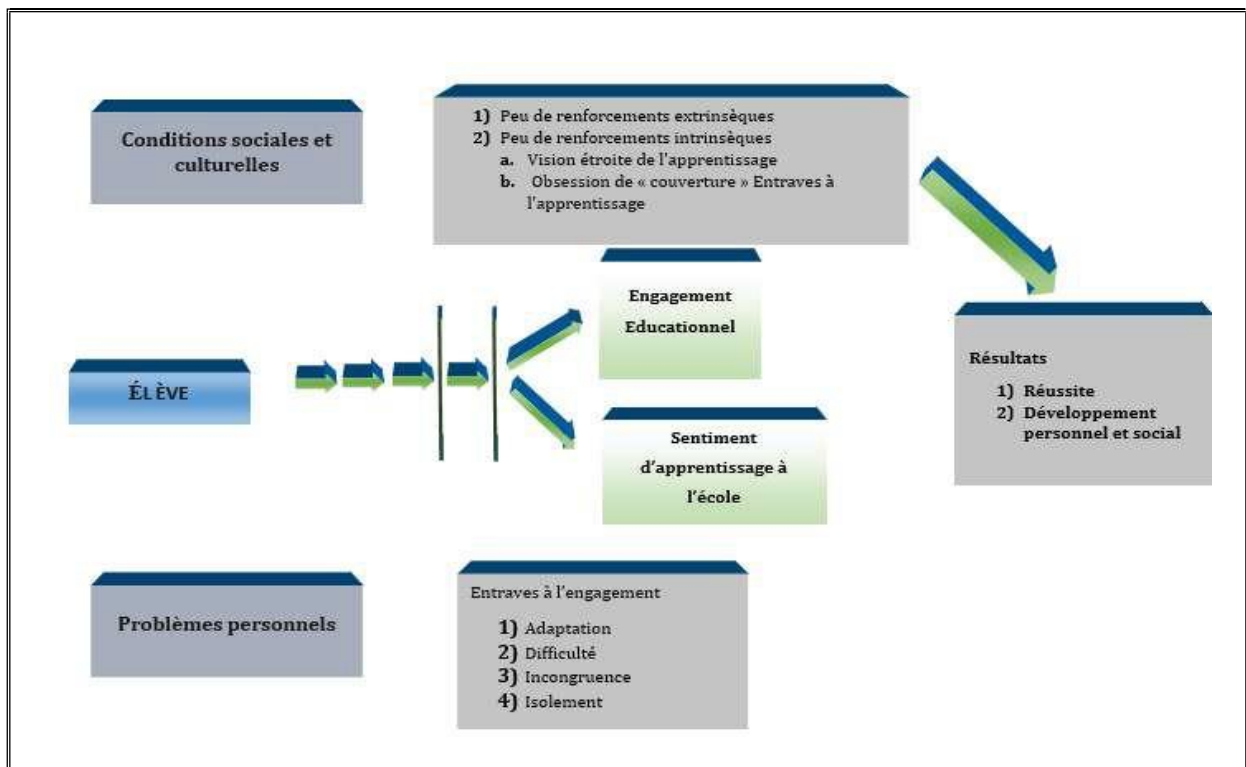 Conditions sociales et
culturelles
1) Peu de renforcements extrinsèques
2) Peu de renforcements intrinsèques
a. Vision étroite de l'apprentissage
b. Obsession de « couverture » Entraves à
l'apprentissage
Engagement
Educationnel
ÉLÈVE
Résultats
1) Réussite
2) Développement
personnel et social
Sentiment
d'apprentissage à
l'école
Problèmes personnels
Entraves à l'engagement
1) Adaptation
2) Difficulté
3) Incongruence
4) Isolement